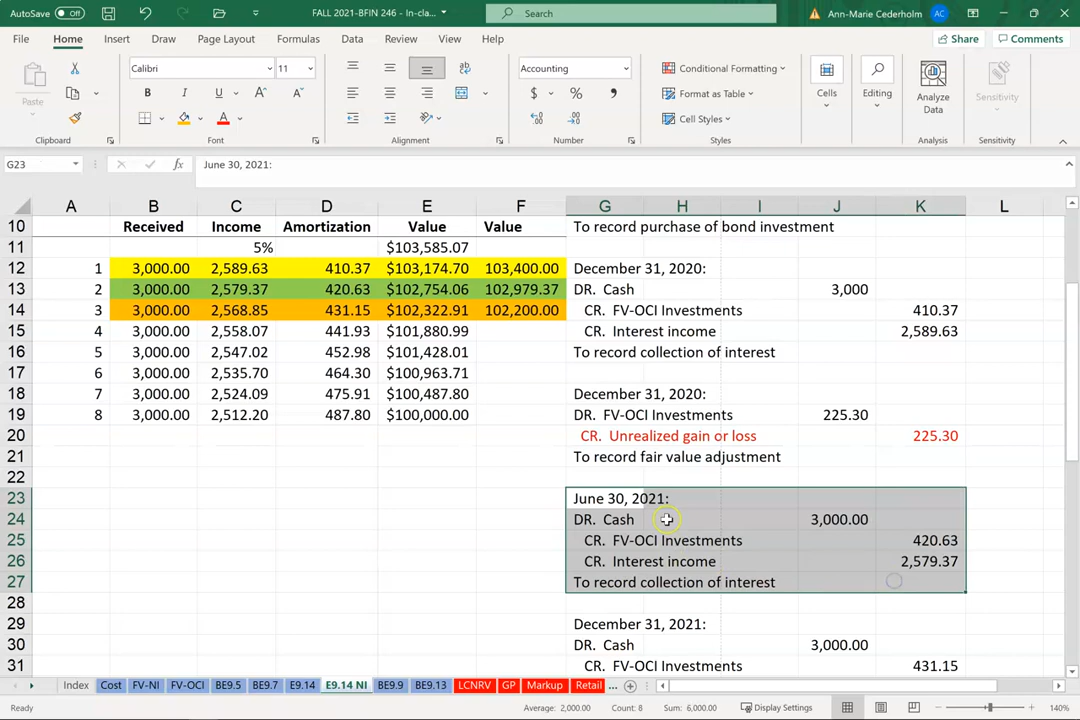 AutoSave Off FALL 2021-BFIN 246 - In-cla... Search Ann-Marie Cederholm AC
File Home Insert Draw Page Layout Formulas Data Review View Help Share Comments
Calibri 11 Accounting Conditional Formatting
Paste B I U A A $ % , Format as Table Cells Editing Analyze Data Sensitivity
Cell Styles
Clipboard Font Alignment Number Styles Analysis Sensitivity
G23 fx June 30, 2021:
A B C D E F G H I J K L
10 Received Income Amortization Value Value To record purchase of bond investment
11 5% $103,585.07
12 1 3,000.00 2,589.63 410.37 $103,174.70 103,400.00 December 31, 2020:
13 2 3,000.00 2,579.37 420.63 $102,754.06 102,979.37 DR. Cash 3,000
14 3 3,000.00 2,568.85 431.15 $102,322.91 102,200.00 CR. FV-OCI Investments 410.37
15 4 3,000.00 2,558.07 441.93 $101,880.99 CR. Interest income 2,589.63
16 5 3,000.00 2,547.02 452.98 $101,428.01 To record collection of interest
17 6 3,000.00 2,535.70 464.30 $100,963.71
18 7 3,000.00 2,524.09 475.91 $100,487.80 December 31, 2020:
19 8 3,000.00 2,512.20 487.80 $100,000.00 DR. FV-OCI Investments 225.30
20 CR. Unrealized gain or loss 225.30
21 To record fair value adjustment
22
23 June 30, 2021:
24 DR. Cash 3,000.00
25 CR. FV-OCI Investments 420.63
26 CR. Interest income 2,579.37
27 To record collection of interest
28
29 December 31, 2021:
30 DR. Cash 3,000.00
31 CR. FV-OCI Investments 431.15
Index Cost FV-NI FV-OCI BE9.5 BE9.7 E9.14 E9.14 NI BE9.9 BE9.13 LCNRV GP Markup Retail ...
Ready Average: 2,000.00 Count: 8 Sum: 6,000.00 Display Settings 140%